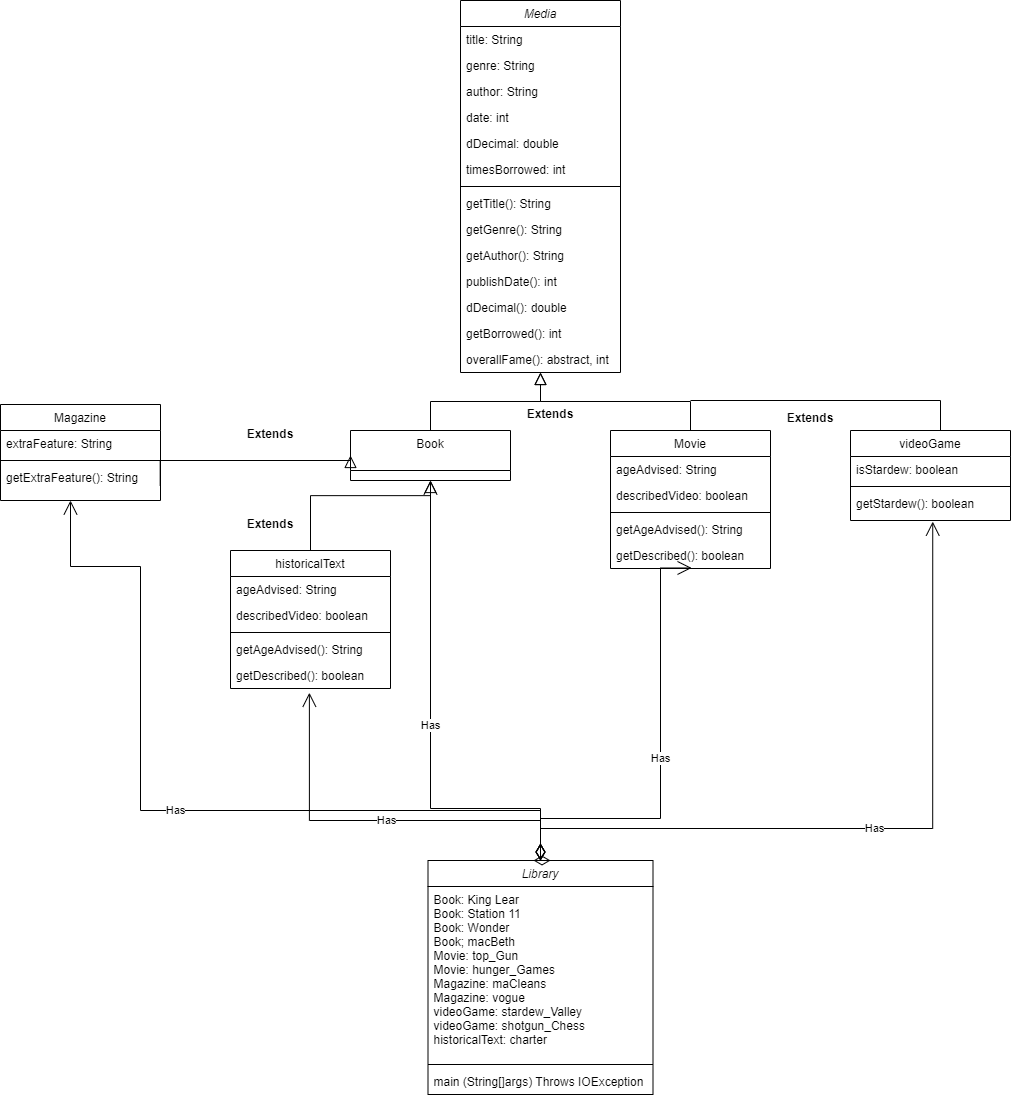 Media
title: String
genre: String
author: String
date: int
dDecimal: double
timesBorrowed: int
getTitle(): String
getGenre(): String
getAuthor(): String
publishDate(): int
dDecimal(): double
getBorrowed(): int
overallFame(): abstract, int
Magazine
extraFeature: String
getExtraFeature(): String
Extends
Book
Extends
Movie
ageAdvised: String
describedVideo: boolean
getAgeAdvised(): String
getDescribed(): boolean
Extends
videoGame
isStardew: boolean
getStardew(): boolean
Extends
historicalText
ageAdvised: String
describedVideo: boolean
getAgeAdvised(): String
getDescribed(): boolean
Has
Has
Has
Has
Has
Library
Book: King Lear
Book: Station 11
Book: Wonder
Book; macBeth
Movie: top_Gun
Movie: hunger_Games
Magazine: maCleans
Magazine: vogue
videoGame: stardew_Valley
videoGame: shotgun_Chess
historicalText: charter
main (String[]args) Throws IOException